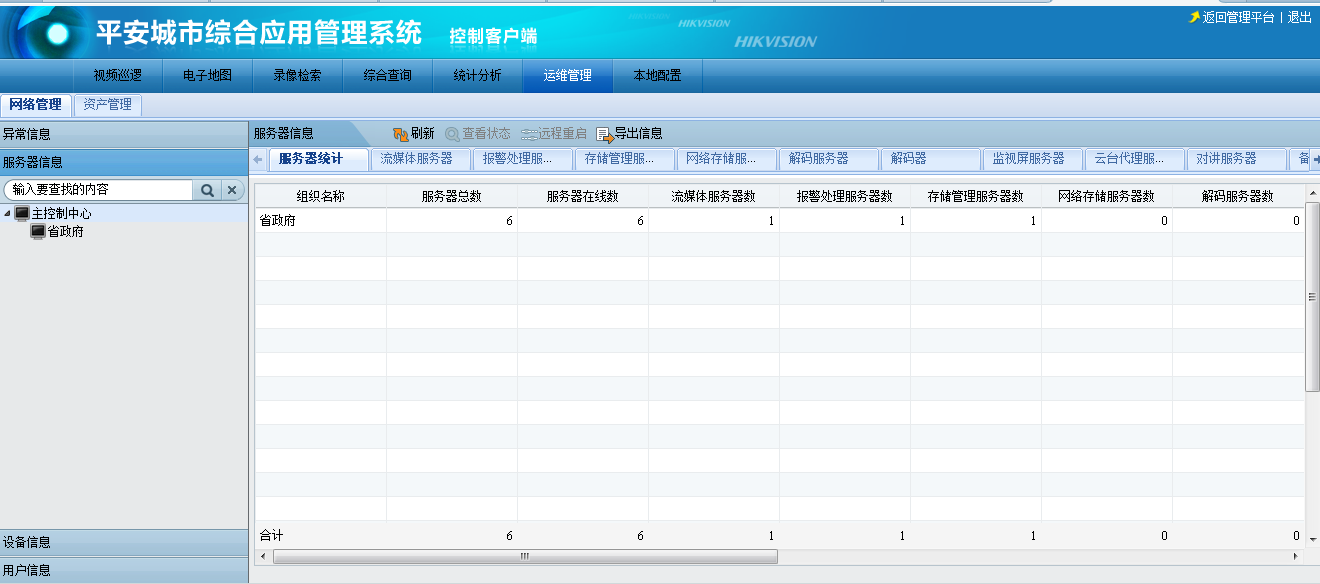 平安城市综合应用管理系统 控制客户端 HIKVISION HIKVISION 返回管理平台 | 退出
视频巡逻 电子地图 录像检索 综合查询 统计分析 运维管理 本地配置
网络管理 资产管理
异常信息 服务器信息 刷新 查看状态 远程重启 导出信息
服务器信息 服务器统计 流媒体服务器 报警处理服... 存储管理服... 网络存储服... 解码服务器 解码器 监视屏服务器 云台代理服... 对讲服务器
输入要查找的内容 组织名称 服务器总数 服务器在线数 流媒体服务器数 报警处理服务器数 存储管理服务器数 网络存储服务器数 解码服务器数
主控制中心 省政府 6 6 1 1 1 0 0
省政府
合计 6 6 1 1 1 0 0
设备信息
用户信息